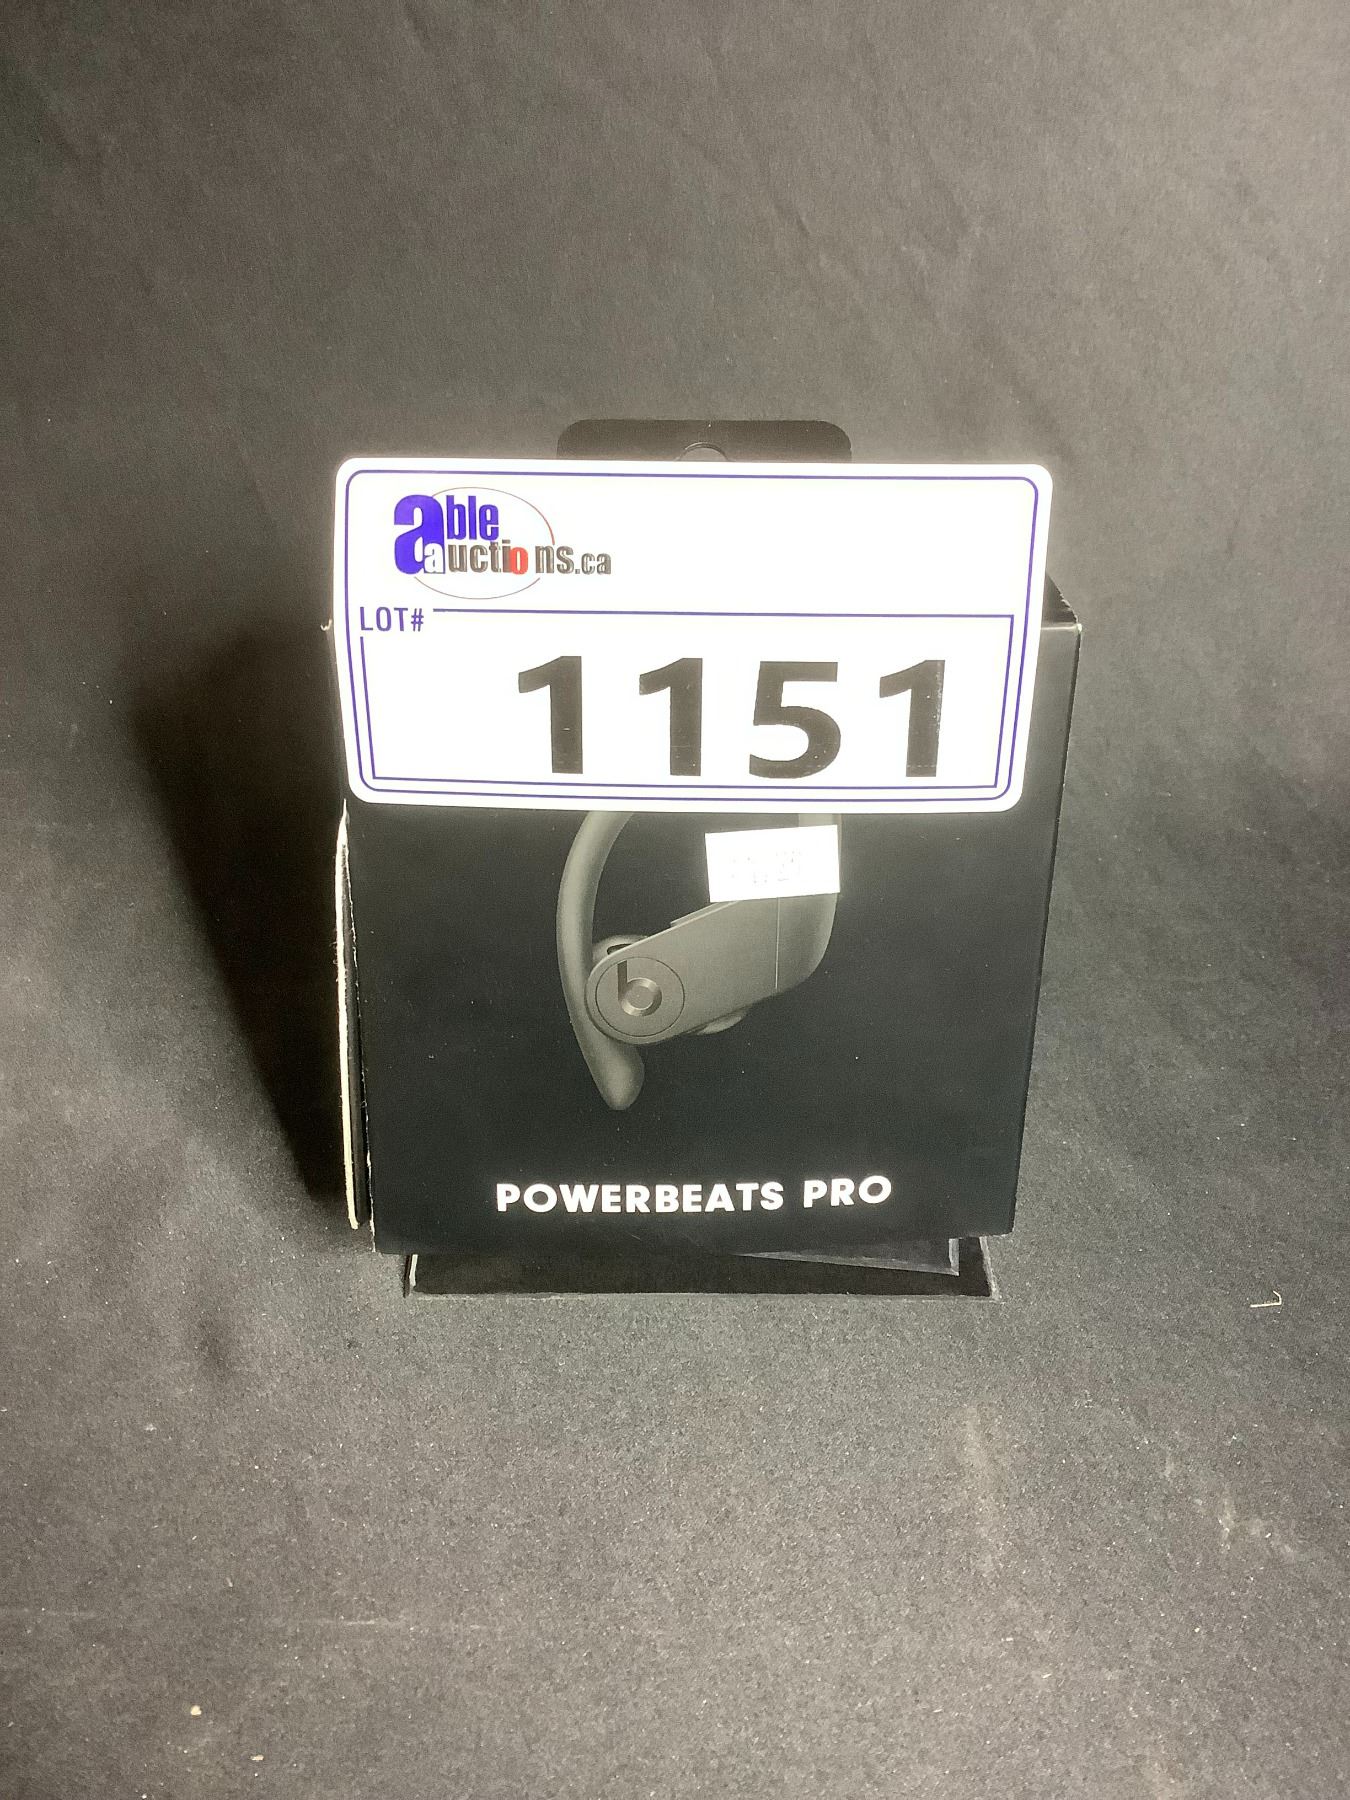 able
auctions.ca
LOT#
1151
b
POWERBEATS PRO